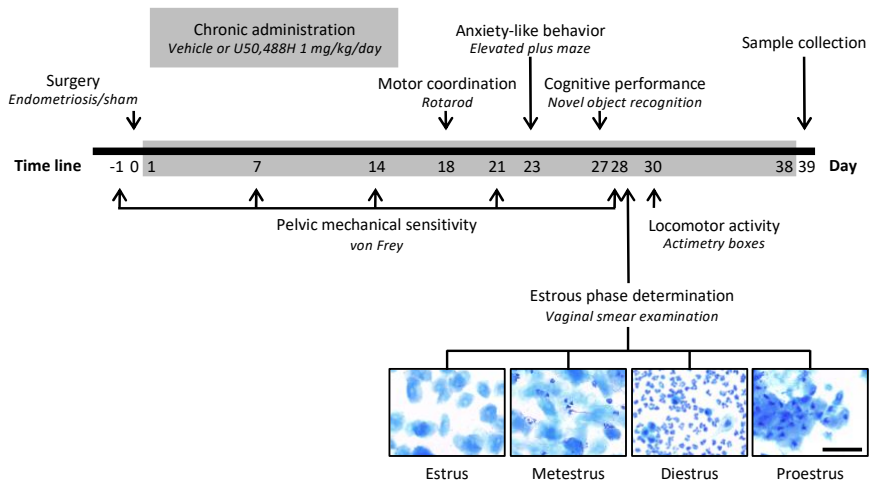 Chronic administration
Vehicle or U50,488H 1 mg/kg/day
Anxiety-like behavior
Elevated plus maze
Sample collection
Surgery
Endometriosis/sham
Motor coordination
Rotarod
Cognitive performance
Novel object recognition
Time line -1 0 1 7 14 18 21 23 27 28 30 38 39 Day
Pelvic mechanical sensitivity
von Frey
Locomotor activity
Actimetry boxes
Estrous phase determination
Vaginal smear examination
Estrus Metestrus Diestrus Proestrus